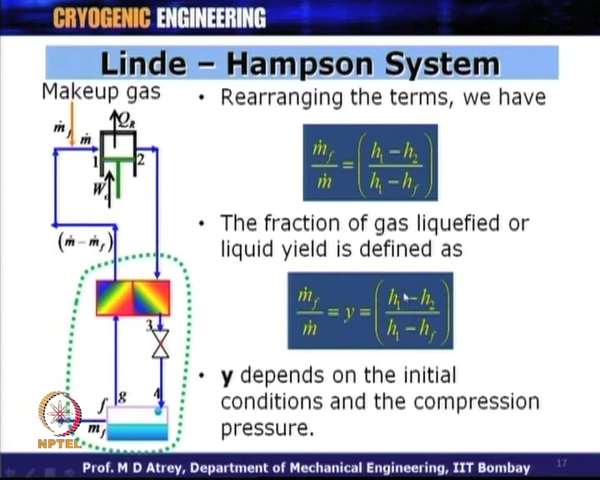 CRYOGENIC ENGINEERING
Linde – Hampson System
Makeup gas
ṁf
ṁ
QR
1
2
Wc
(ṁ – ṁf)
3
4
g
f
ṁf
• Rearranging the terms, we have
ṁf / ṁ = ( h1 – h2 / h1 – hf )
• The fraction of gas liquefied or
liquid yield is defined as
ṁf / ṁ = y = ( h1 – h2 / h1 – hf )
• y depends on the initial
conditions and the compression
pressure.
NPTEL
Prof. M D Atrey, Department of Mechanical Engineering, IIT Bombay
17